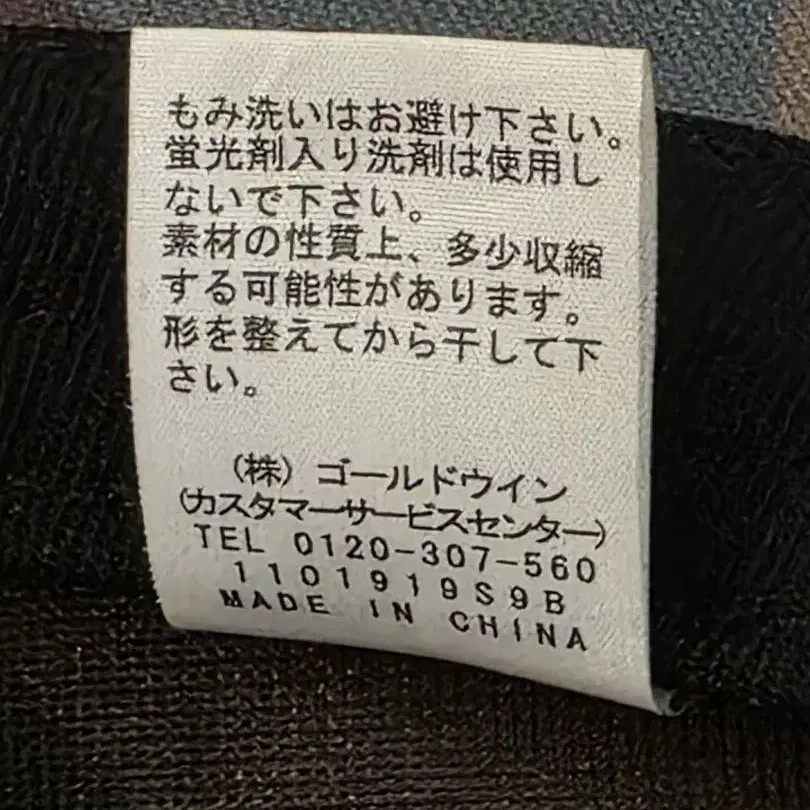 もみ洗いはお避け下さい。
蛍光剤入り洗剤は使用し
ないで下さい。
素材の性質上、多少収縮
する可能性があります。
形を整えてから干して下
さい。
(株) ゴールドウイン
(カスタマーサービスセンター)
TEL 0120-307-560
1101919S9B
MADE IN CHINA